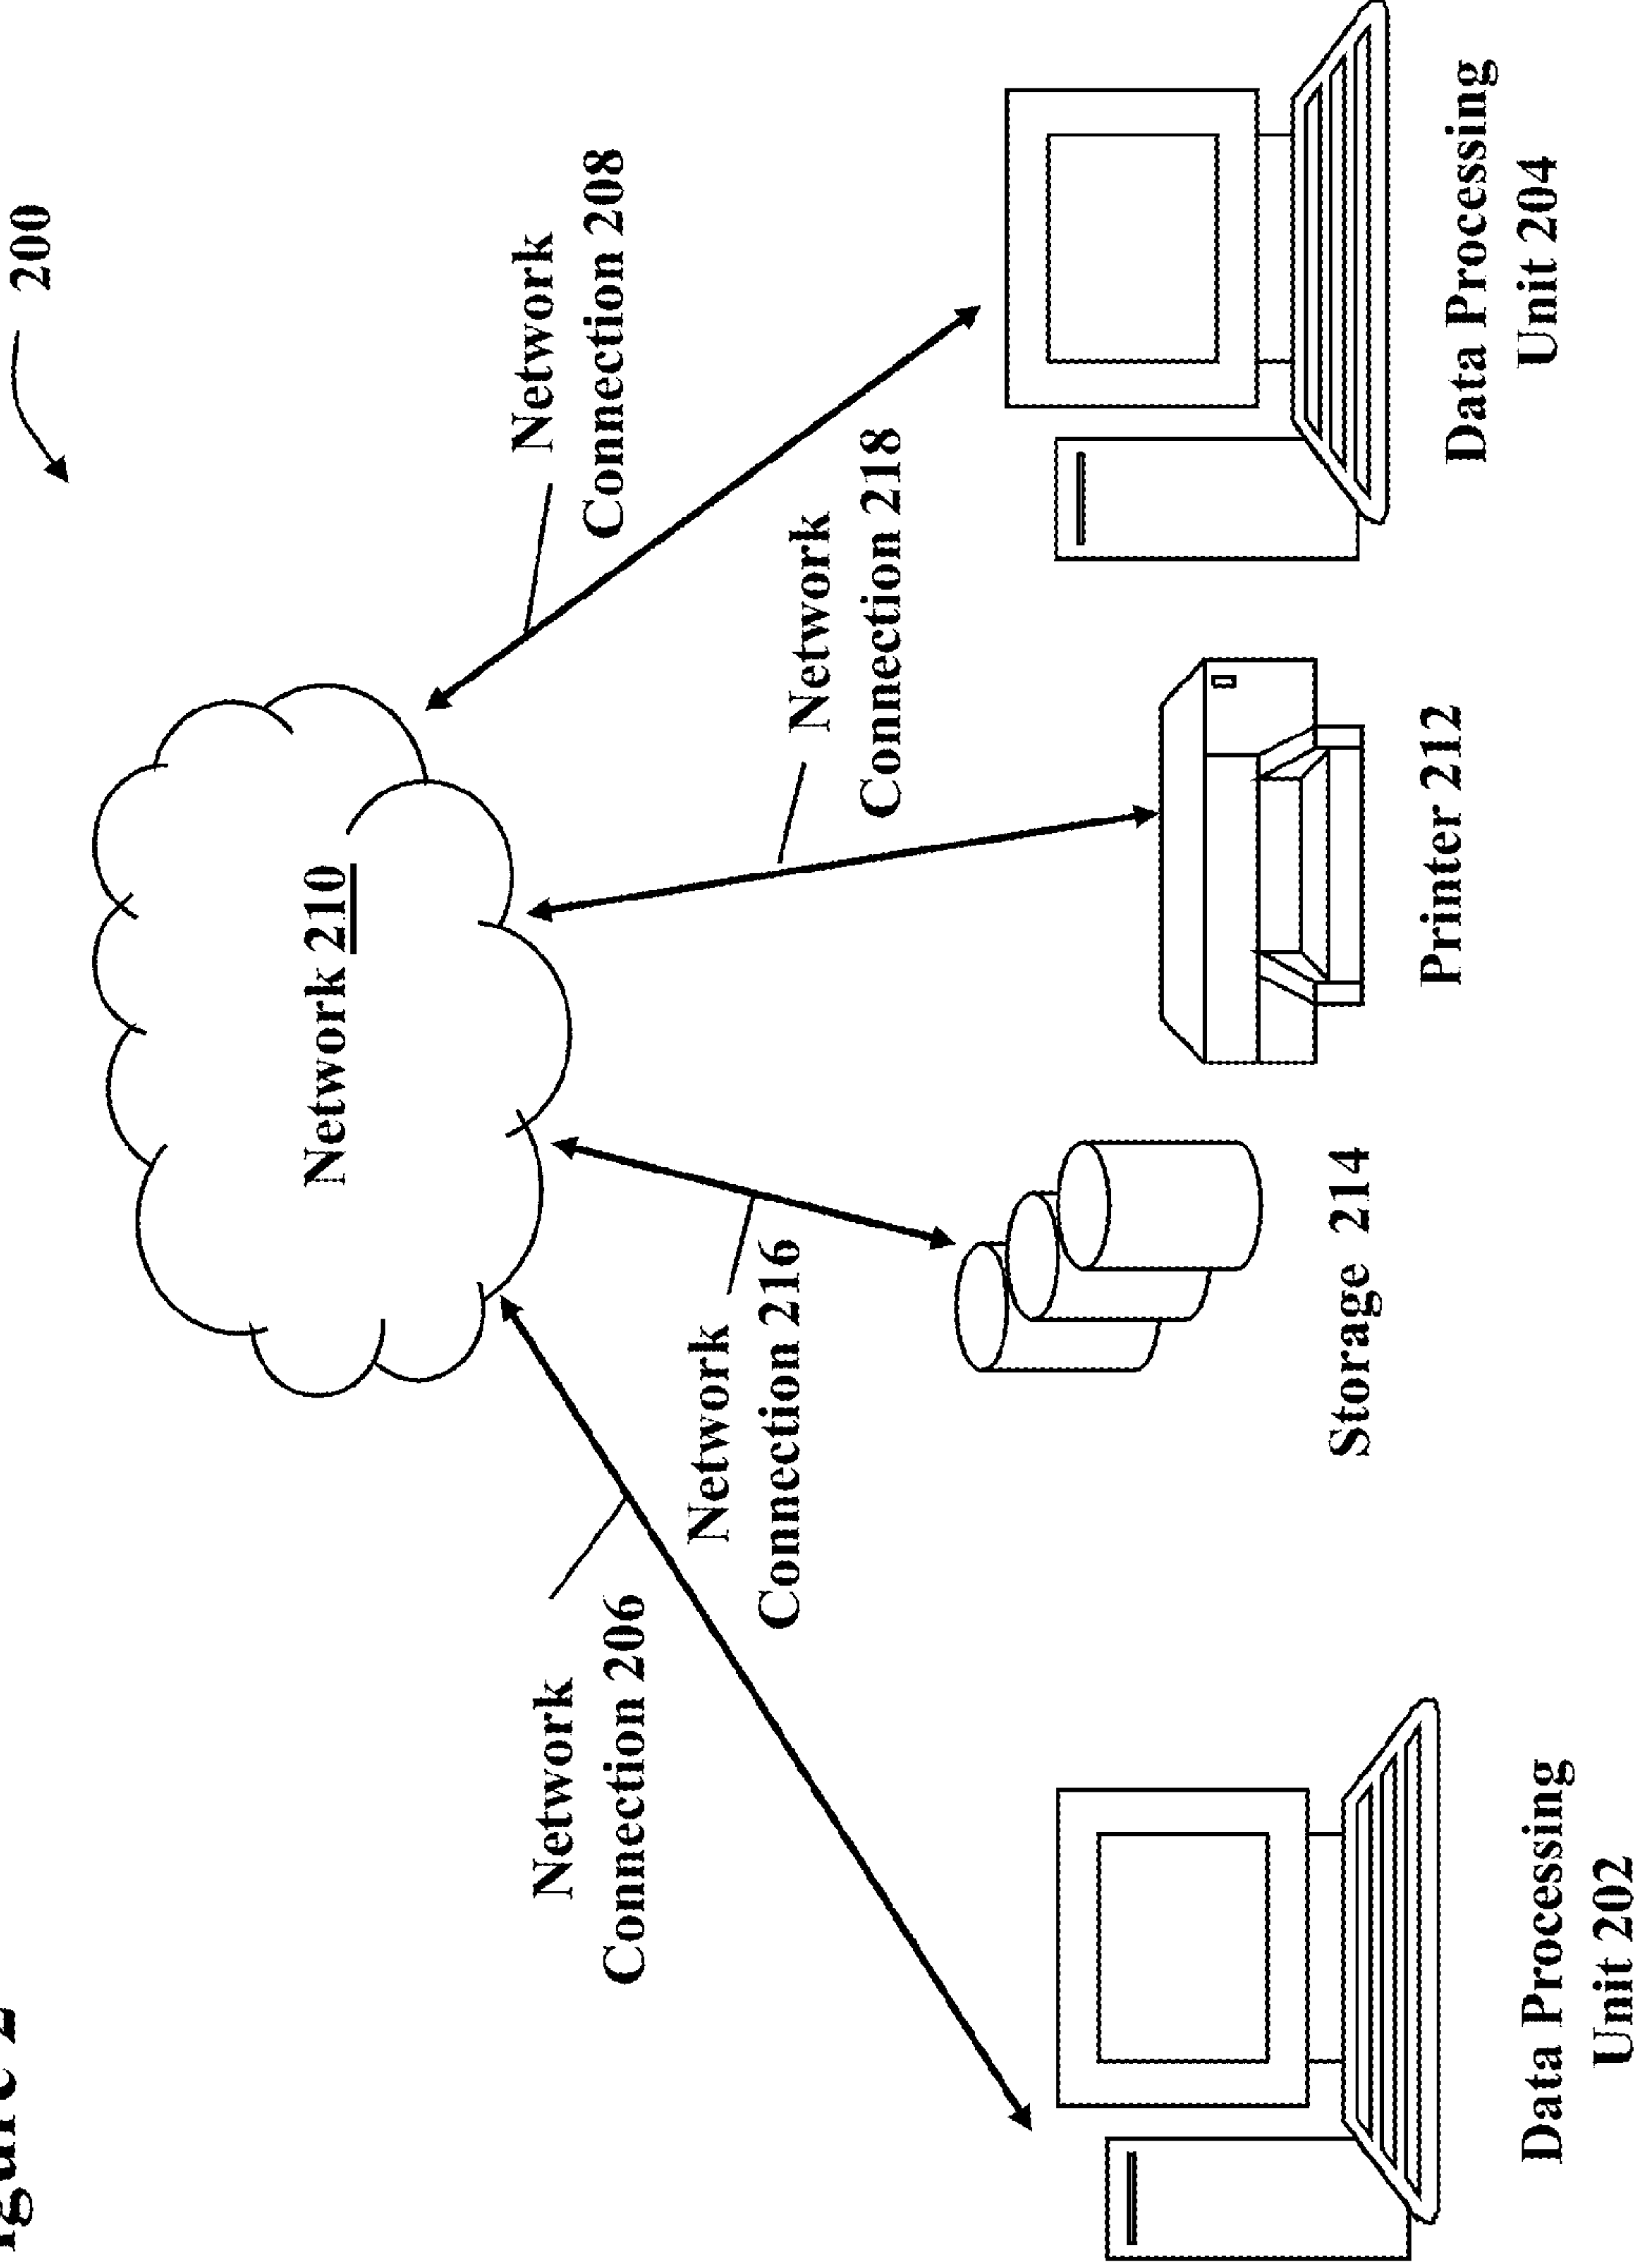 200
Network 210
Network
Connection 208
Network
Connection 218
Network
Connection 216
Network
Connection 206
Data Processing
Unit 202
Storage 214
Printer 212
Data Processing
Unit 204